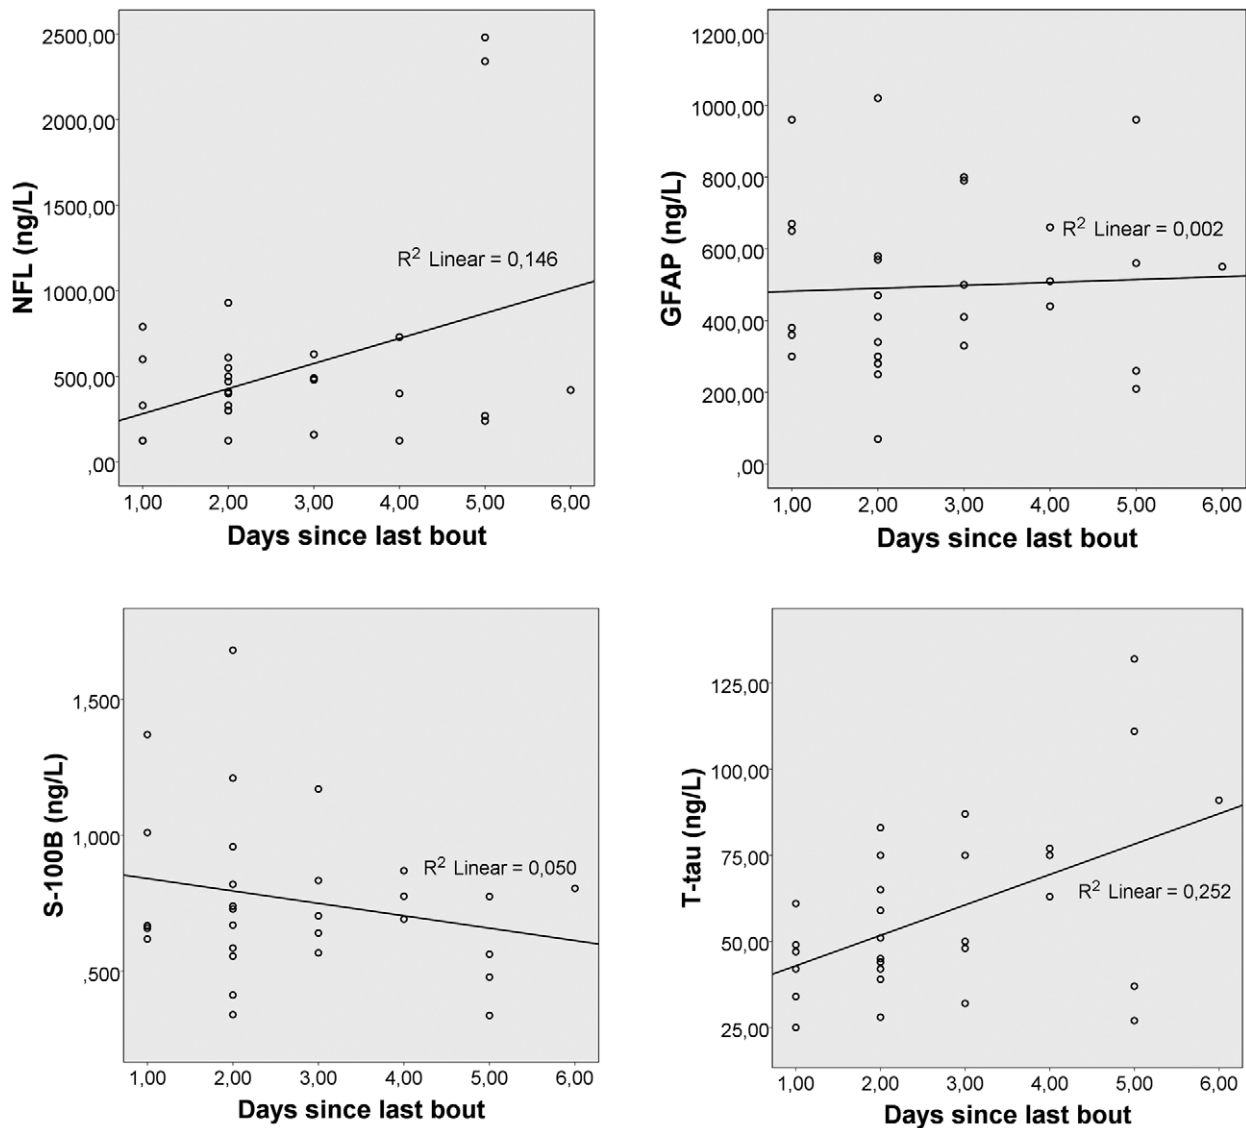 NFL (ng/L)
2500,00
2000,00
1500,00
1000,00
500,00
,00
R² Linear = 0,146
1,00 2,00 3,00 4,00 5,00 6,00
Days since last bout
GFAP (ng/L)
1200,00
1000,00
800,00
600,00
400,00
200,00
,00
R² Linear = 0,002
1,00 2,00 3,00 4,00 5,00 6,00
Days since last bout
S-100B (ng/L)
1,500
1,000
,500
R² Linear = 0,050
1,00 2,00 3,00 4,00 5,00 6,00
Days since last bout
T-tau (ng/L)
125,00
100,00
75,00
50,00
25,00
R² Linear = 0,252
1,00 2,00 3,00 4,00 5,00 6,00
Days since last bout